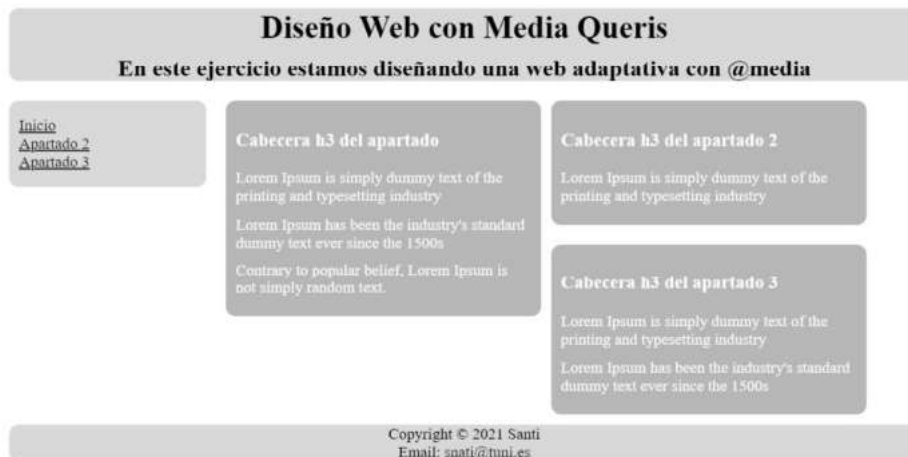 Diseño Web con Media Queris
En este ejercicio estamos diseñando una web adaptativa con @media
Inicio
Apartado 2
Apartado 3
Cabecera h3 del apartado
Lorem Ipsum is simply dummy text of the
printing and typesetting industry
Lorem Ipsum has been the industry's standard
dummy text ever since the 1500s
Contrary to popular belief, Lorem Ipsum is
not simply random text.
Cabecera h3 del apartado 2
Lorem Ipsum is simply dummy text of the
printing and typesetting industry
Cabecera h3 del apartado 3
Lorem Ipsum is simply dummy text of the
printing and typesetting industry
Lorem Ipsum has been the industry's standard
dummy text ever since the 1500s
Copyright © 2021 Santi
Email: snati@tuni.es